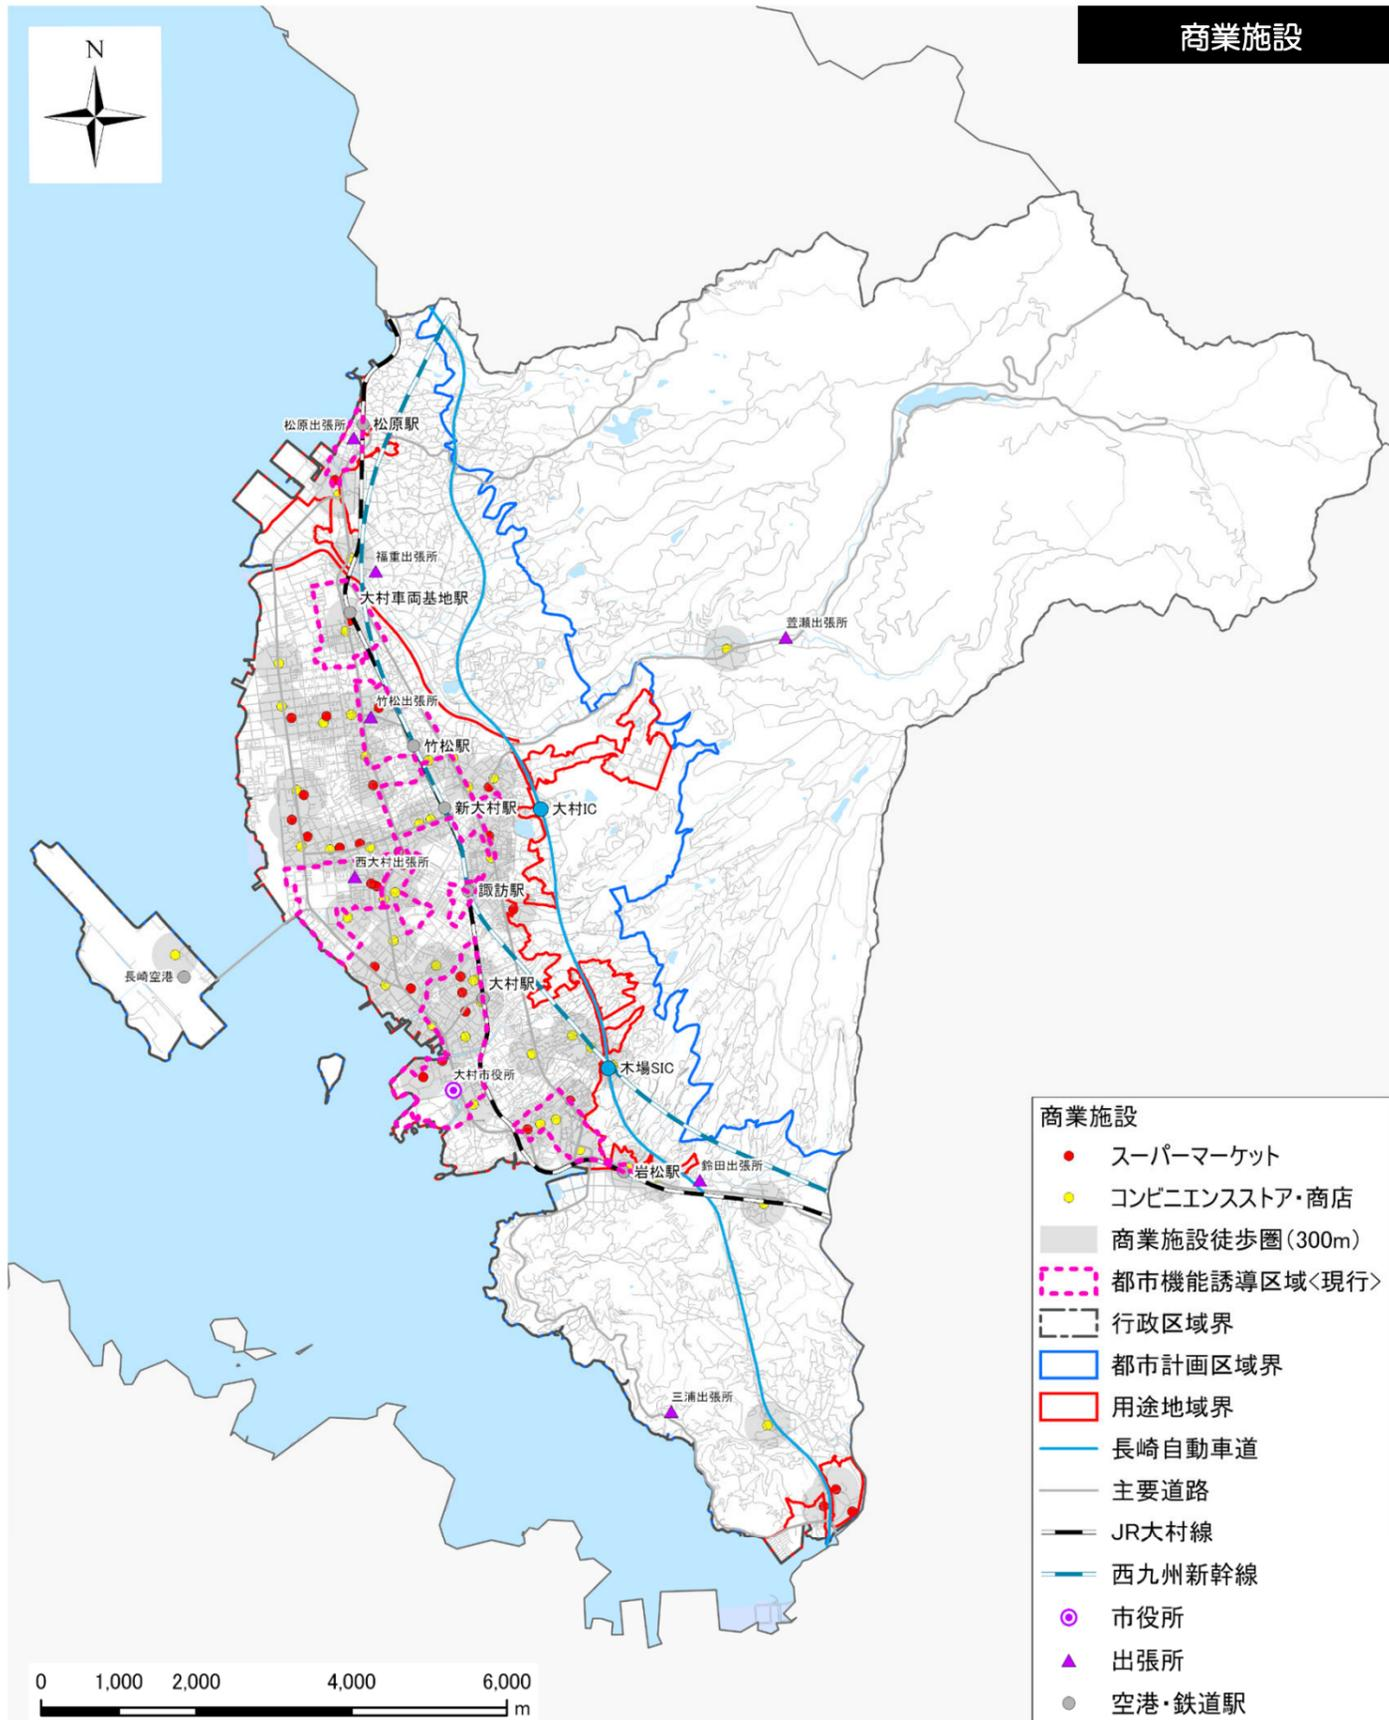 商業施設
N
松原出張所
松原駅
福重出張所
大村車両基地駅
萱瀬出張所
竹松出張所
竹松駅
新大村駅
大村IC
西大村出張所
諏訪駅
長崎空港
大村駅
木場SIC
大村市役所
岩松駅
鈴田出張所
三浦出張所
商業施設
スーパーマーケット
コンビニエンスストア・商店
商業施設徒歩圏(300m)
都市機能誘導区域<現行>
行政区域界
都市計画区域界
用途地域界
長崎自動車道
主要道路
JR大村線
西九州新幹線
市役所
出張所
空港・鉄道駅
0 1,000 2,000 4,000 6,000
m